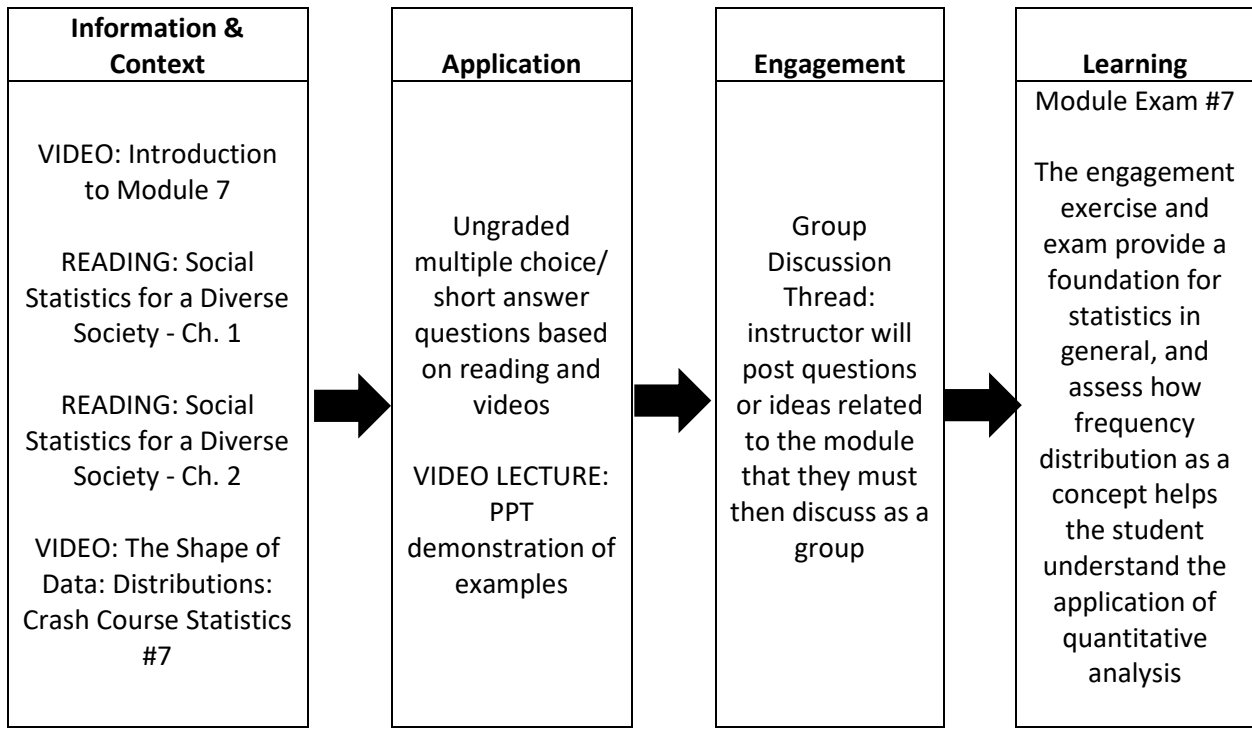 Information &
Context
VIDEO: Introduction
to Module 7
READING: Social
Statistics for a Diverse
Society - Ch. 1
READING: Social
Statistics for a Diverse
Society - Ch. 2
VIDEO: The Shape of
Data: Distributions:
Crash Course Statistics
#7
Application
Ungraded
multiple choice/
short answer
questions based
on reading and
videos
VIDEO LECTURE:
PPT
demonstration of
examples
Engagement
Group
Discussion
Thread:
instructor will
post questions
or ideas related
to the module
that they must
then discuss as a
group
Learning
Module Exam #7
The engagement
exercise and
exam provide a
foundation for
statistics in
general, and
assess how
frequency
distribution as a
concept helps
the student
understand the
application of
quantitative
analysis